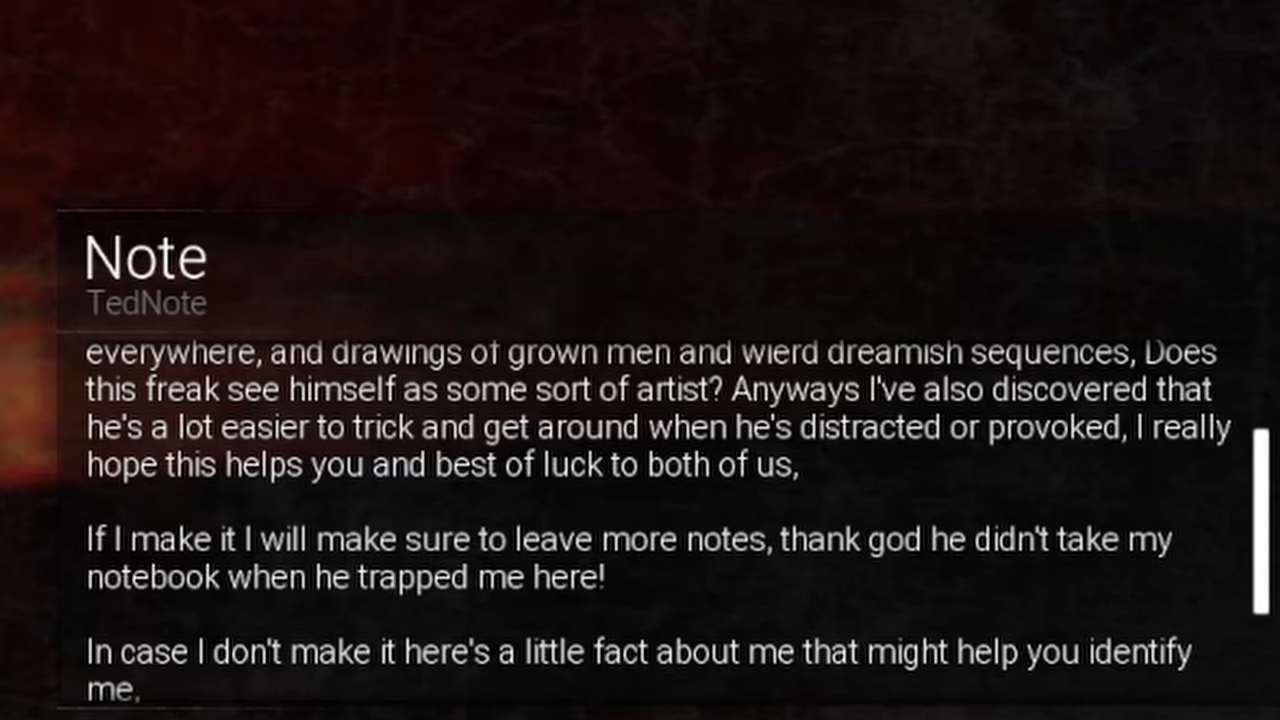 Note
TedNote
everywhere, and drawings of grown men and wierd dreamish sequences, Does
this freak see himself as some sort of artist? Anyways I've also discovered that
he's a lot easier to trick and get around when he's distracted or provoked, I really
hope this helps you and best of luck to both of us,
If I make it I will make sure to leave more notes, thank god he didn't take my
notebook when he trapped me here!
In case I don't make it here's a little fact about me that might help you identify
me,